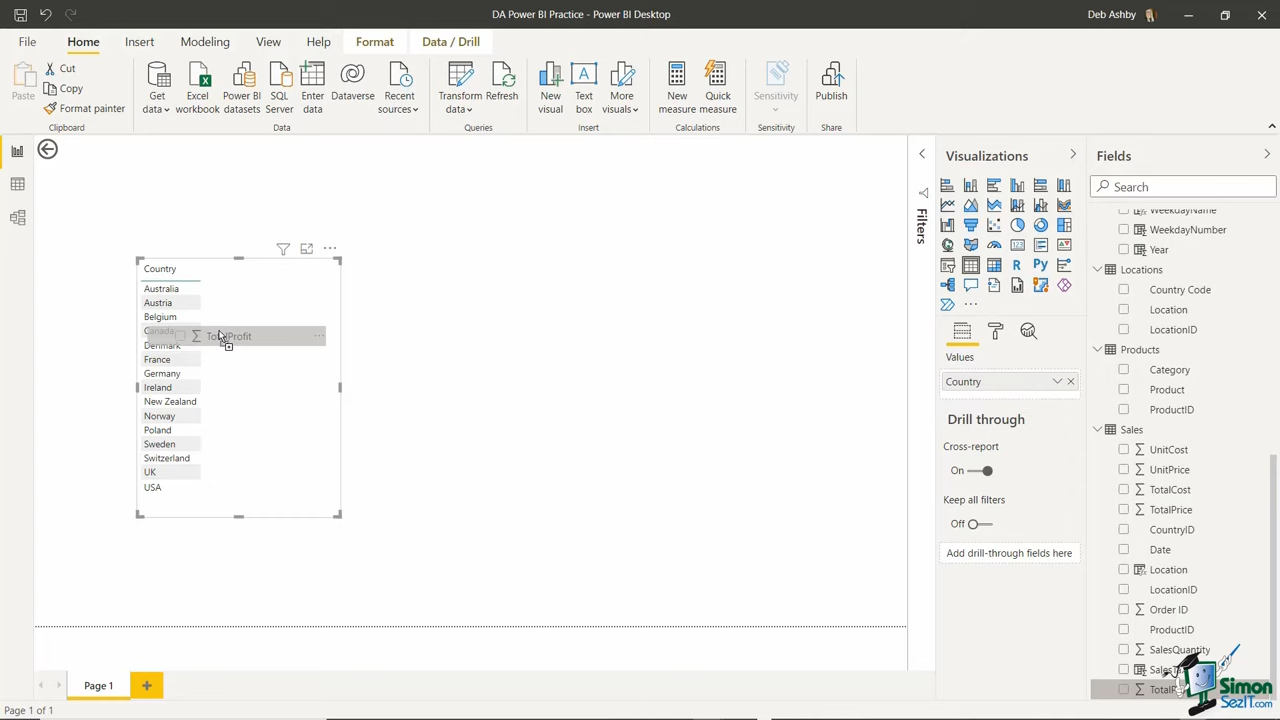 DA Power BI Practice - Power BI Desktop
Deb Ashby
File
Home
Insert
Modeling
View
Help
Format
Data / Drill
Paste
Cut
Copy
Format painter
Clipboard
Get data
Excel workbook
Power BI datasets
SQL Server
Enter data
Dataverse
Recent sources
Data
Transform data
Refresh
Queries
New visual
Text box
More visuals
Insert
New measure
Quick measure
Calculations
Sensitivity
Sensitivity
Publish
Share
Country
Australia
Austria
Belgium
Canada
Denmark
France
Germany
Ireland
New Zealand
Norway
Poland
Sweden
Switzerland
UK
USA
TotalProfit
Filters
Visualizations
R
Py
Values
Country
Drill through
Cross-report
On
Keep all filters
Off
Add drill-through fields here
Fields
Search
WeekdayName
WeekdayNumber
Year
Locations
Country Code
Location
LocationID
Products
Category
Product
ProductID
Sales
UnitCost
UnitPrice
TotalCost
TotalPrice
CountryID
Date
Location
LocationID
Order ID
ProductID
SalesQuantity
Simon
SezIT.com
Page 1
Page 1 of 1